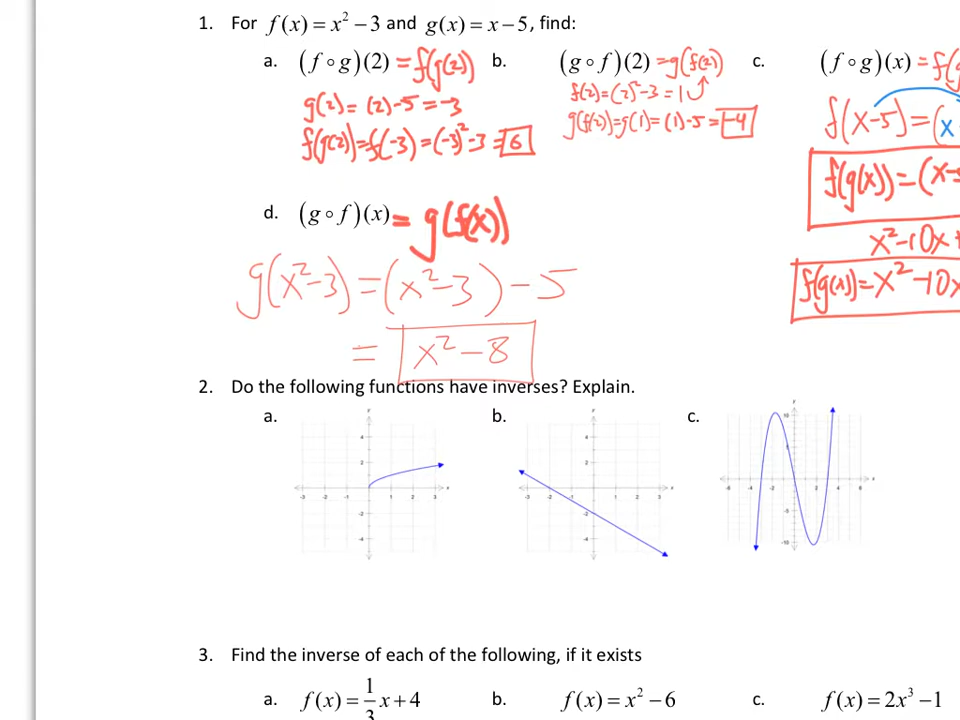 1. For f(x) = x² − 3 and g(x) = x − 5, find:
a. (f ∘ g)(2) = f(g(2)) b. (g ∘ f)(2) = g(f(2)) c. (f ∘ g)(x) = f(g
g(2) = (2) - 5 = -3
f(g(2)) = f(-3) = (-3)² - 3 = 6
f(2) = (2)² - 3 = 1
g(f(2)) = g(1) = (1) - 5 = -4
f(x-5) = (x
f(g(x)) = (x-5
x² - 10x +
f(g(x)) = x² - 10x
d. (g ∘ f)(x) = g(f(x))
g(x² - 3) = (x² - 3) - 5
= x² - 8
2. Do the following functions have inverses? Explain.
a. b. c.
3. Find the inverse of each of the following, if it exists
a. f(x) = 1/3 x + 4 b. f(x) = x² − 6 c. f(x) = 2x³ − 1